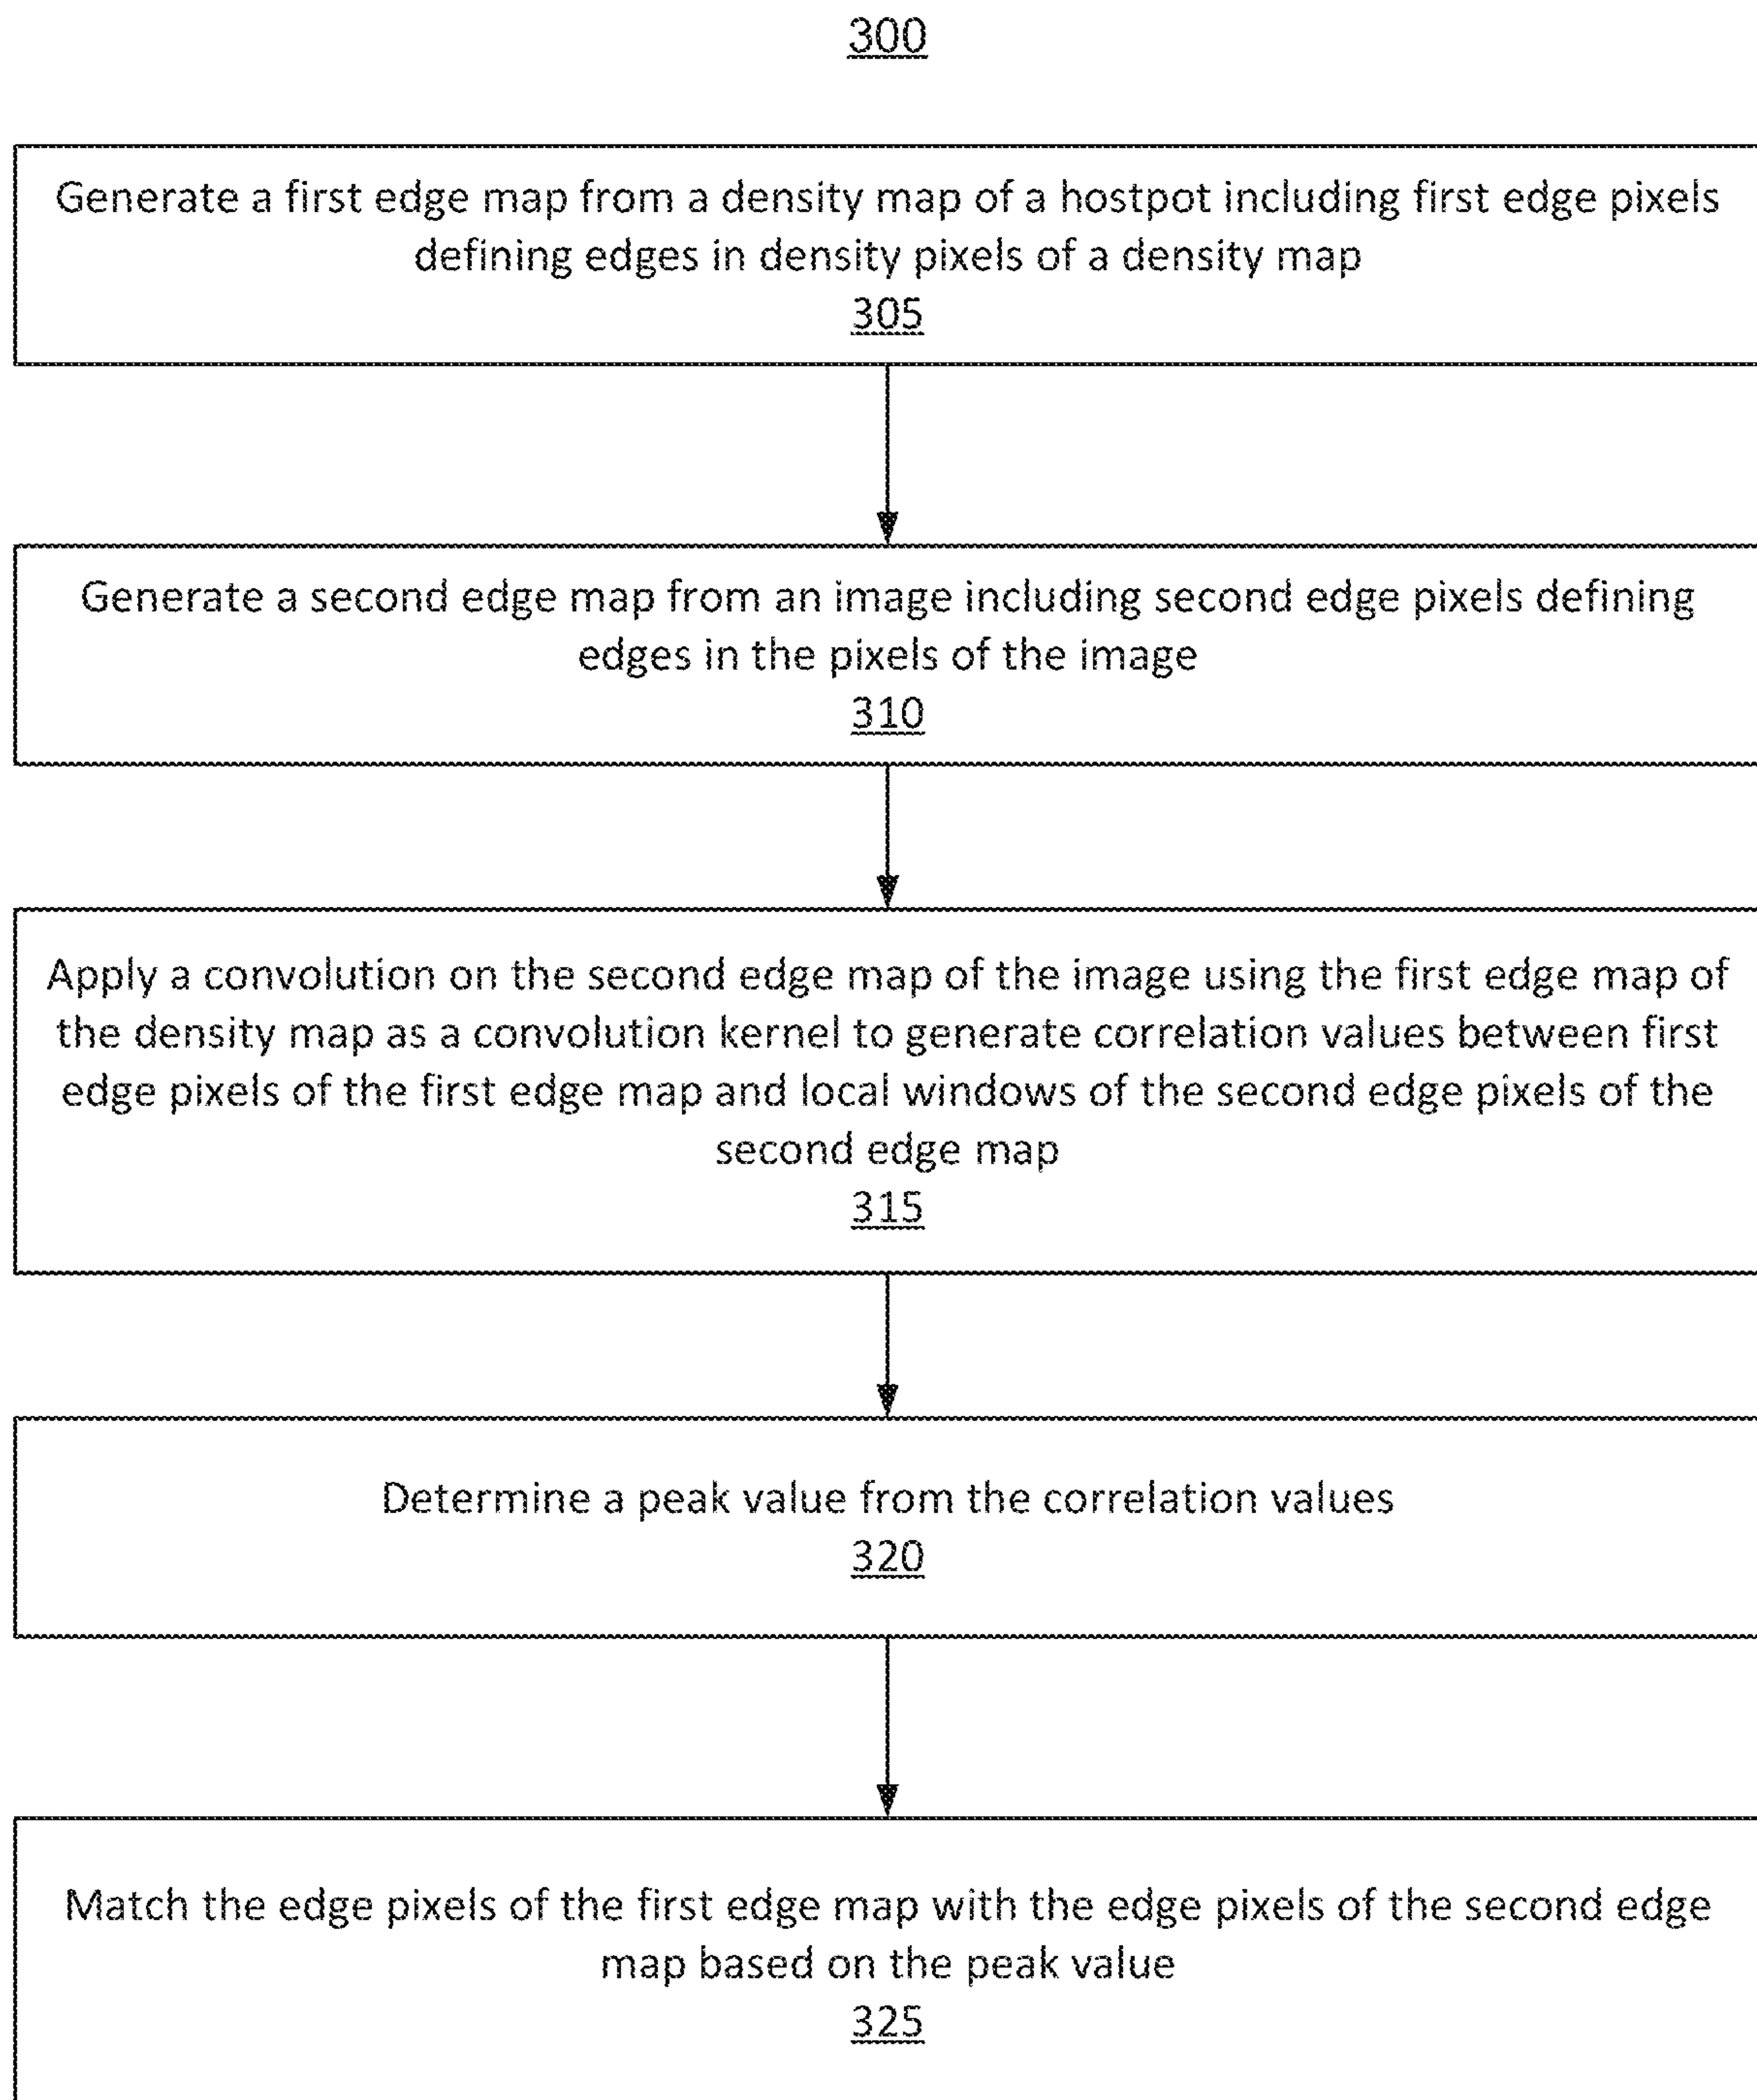 300
Generate a first edge map from a density map of a hostpot including first edge pixels
defining edges in density pixels of a density map
305
Generate a second edge map from an image including second edge pixels defining
edges in the pixels of the image
310
Apply a convolution on the second edge map of the image using the first edge map of
the density map as a convolution kernel to generate correlation values between first
edge pixels of the first edge map and local windows of the second edge pixels of the
second edge map
315
Determine a peak value from the correlation values
320
Match the edge pixels of the first edge map with the edge pixels of the second edge
map based on the peak value
325